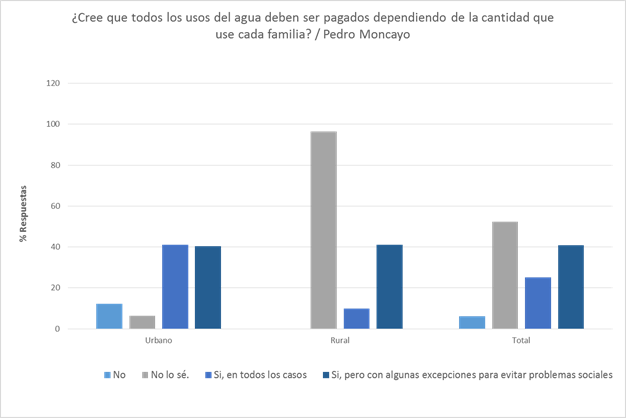 ¿Cree que todos los usos del agua deben ser pagados dependiendo de la cantidad que
use cada familia? / Pedro Moncayo
120
100
80
60
40
20
0
% Respuestas
Urbano
Rural
Total
No
No lo sé.
Si, en todos los casos
Si, pero con algunas excepciones para evitar problemas sociales